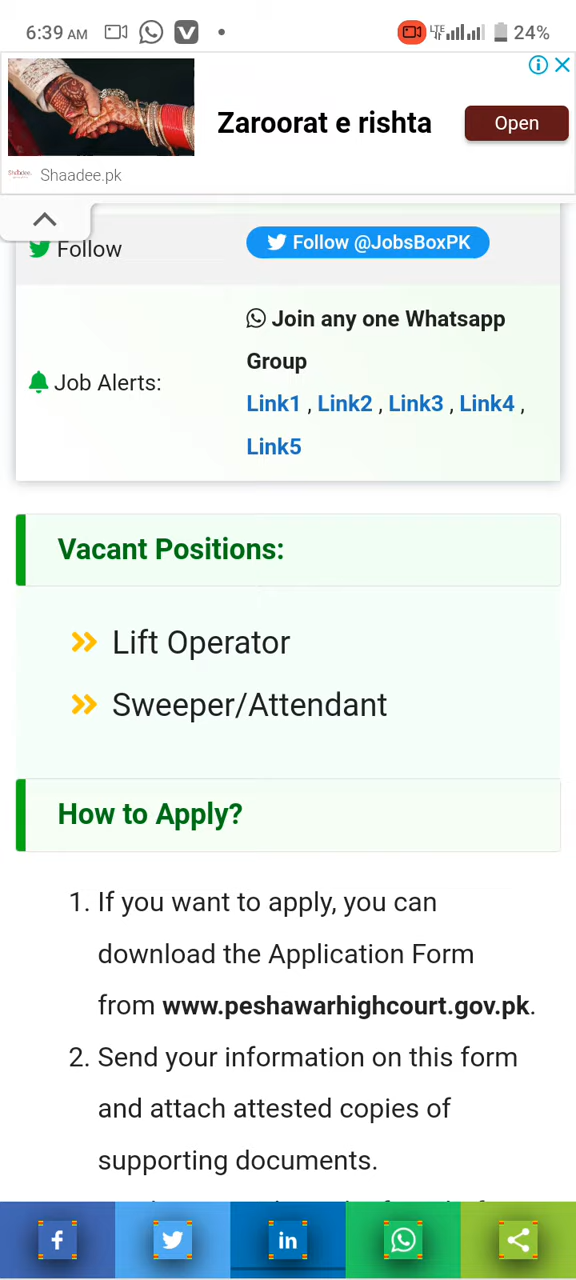 6:39 AM
LTE 24%
Zaroorat e rishta
Open
Shaadee.pk
Follow
Follow @JobsBoxPK
Join any one Whatsapp
Group
Job Alerts:
Link1 , Link2 , Link3 , Link4 ,
Link5
Vacant Positions:
Lift Operator
Sweeper/Attendant
How to Apply?
1. If you want to apply, you can
download the Application Form
from www.peshawarhighcourt.gov.pk.
2. Send your information on this form
and attach attested copies of
supporting documents.